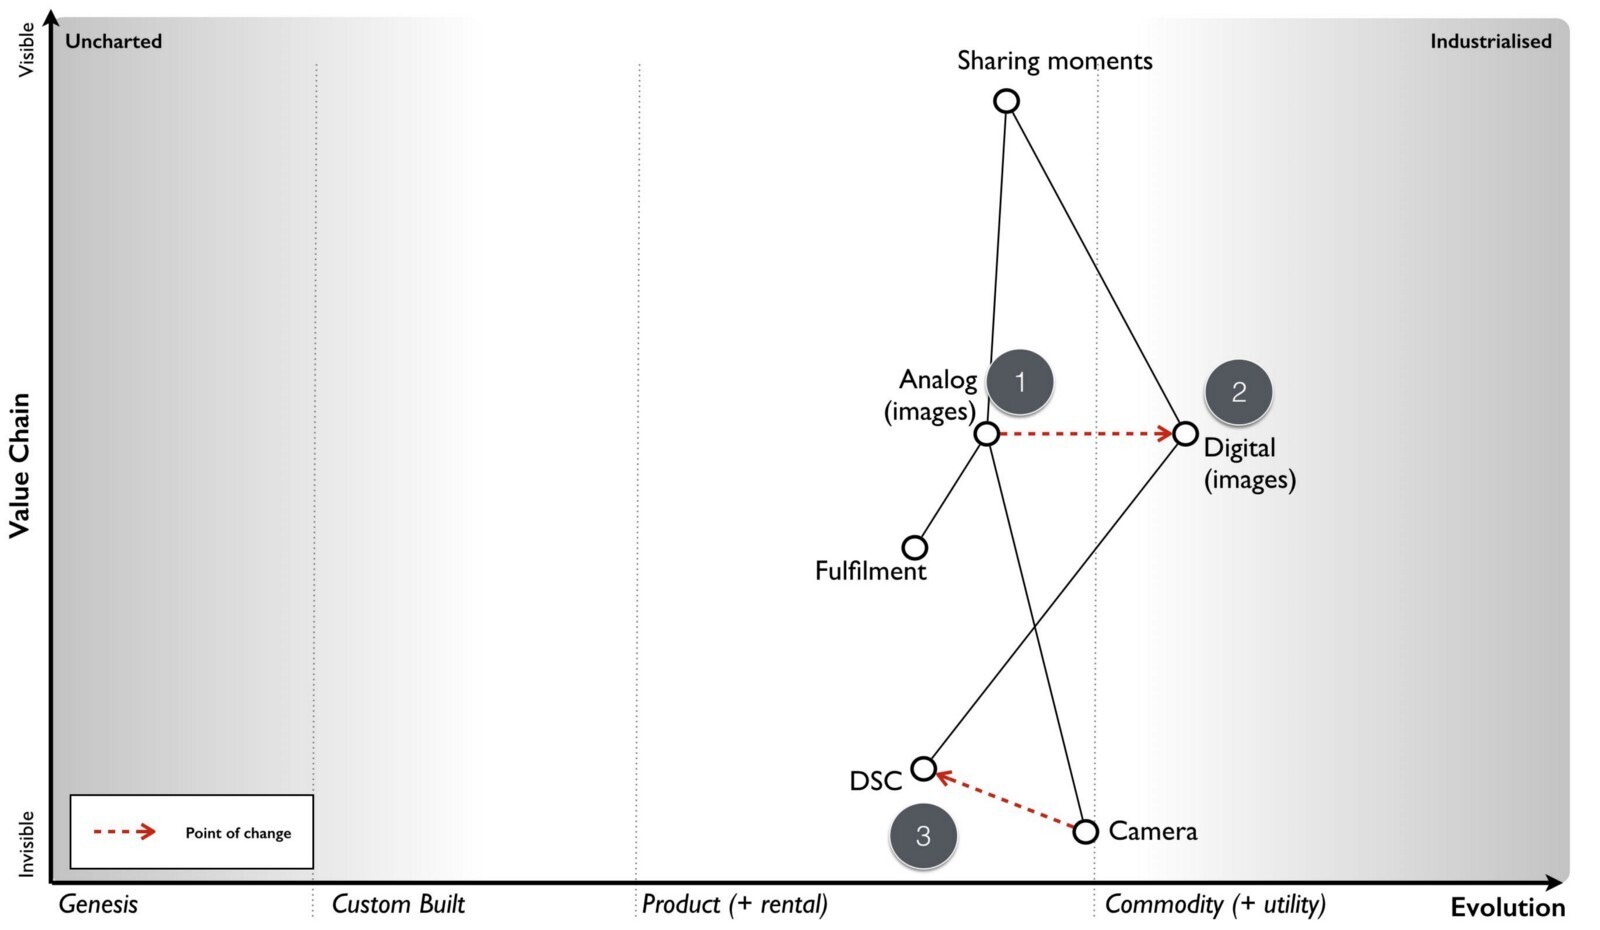 Visible
Uncharted
Industrialised
Sharing moments
Analog
(images)
1
2
Digital
(images)
Value Chain
Fulfilment
DSC
3
Camera
Invisible
Point of change
Genesis
Custom Built
Product (+ rental)
Commodity (+ utility)
Evolution